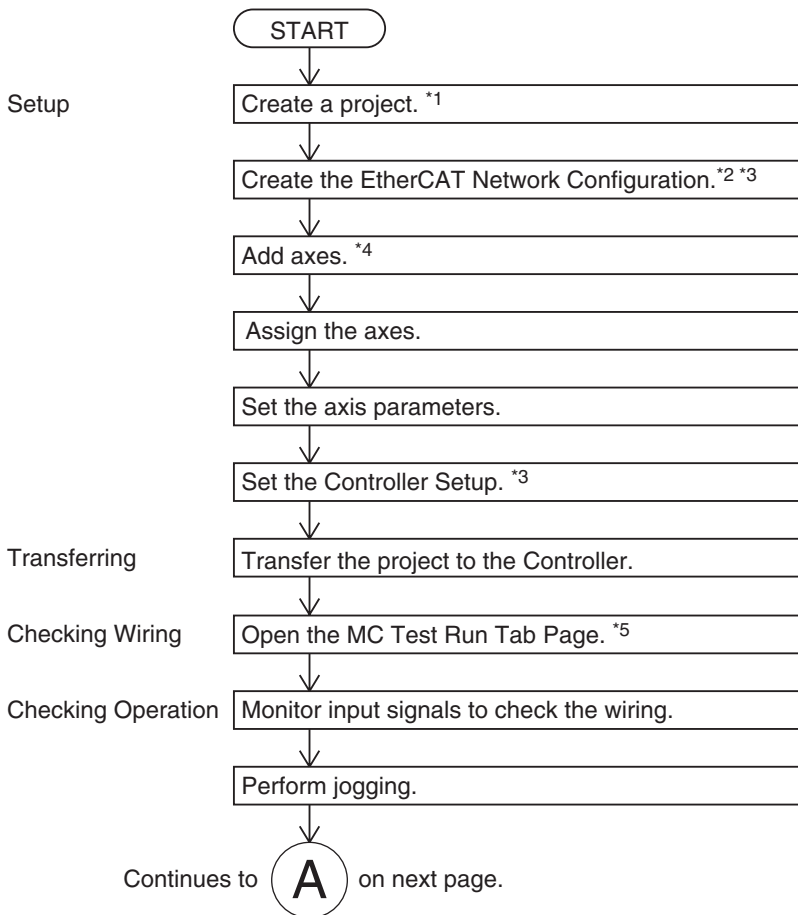 START
Setup
Create a project. *1
Create the EtherCAT Network Configuration.*2 *3
Add axes. *4
Assign the axes.
Set the axis parameters.
Set the Controller Setup. *3
Transferring
Transfer the project to the Controller.
Checking Wiring
Open the MC Test Run Tab Page. *5
Checking Operation
Monitor input signals to check the wiring.
Perform jogging.
Continues to A on next page.